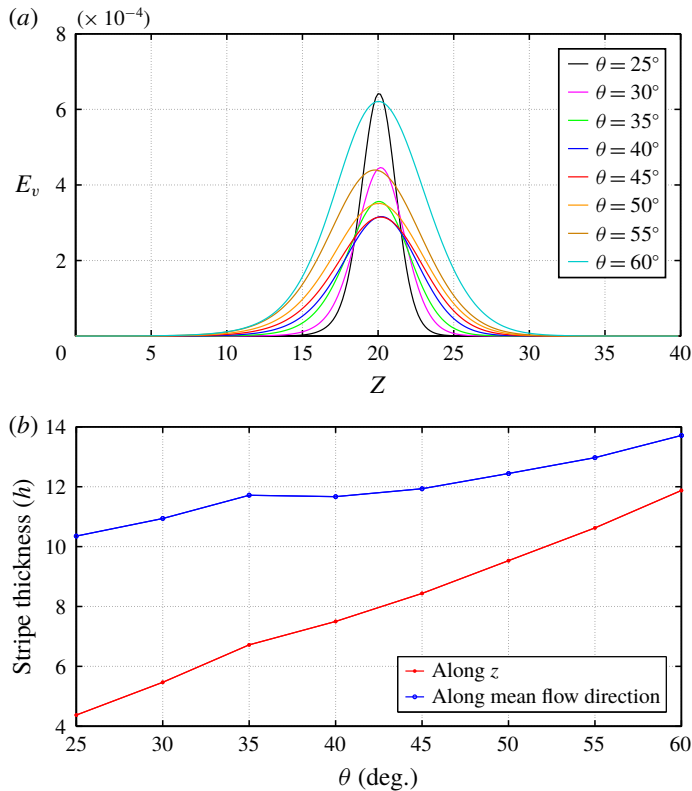 (a)
(× 10⁻⁴)
8
6
4
2
0
E_v
θ = 25°
θ = 30°
θ = 35°
θ = 40°
θ = 45°
θ = 50°
θ = 55°
θ = 60°
5 10 15 20 25 30 35 40
Z
(b)
14
12
10
8
6
4
Stripe thickness (h)
Along z
Along mean flow direction
25 30 35 40 45 50 55 60
θ (deg.)